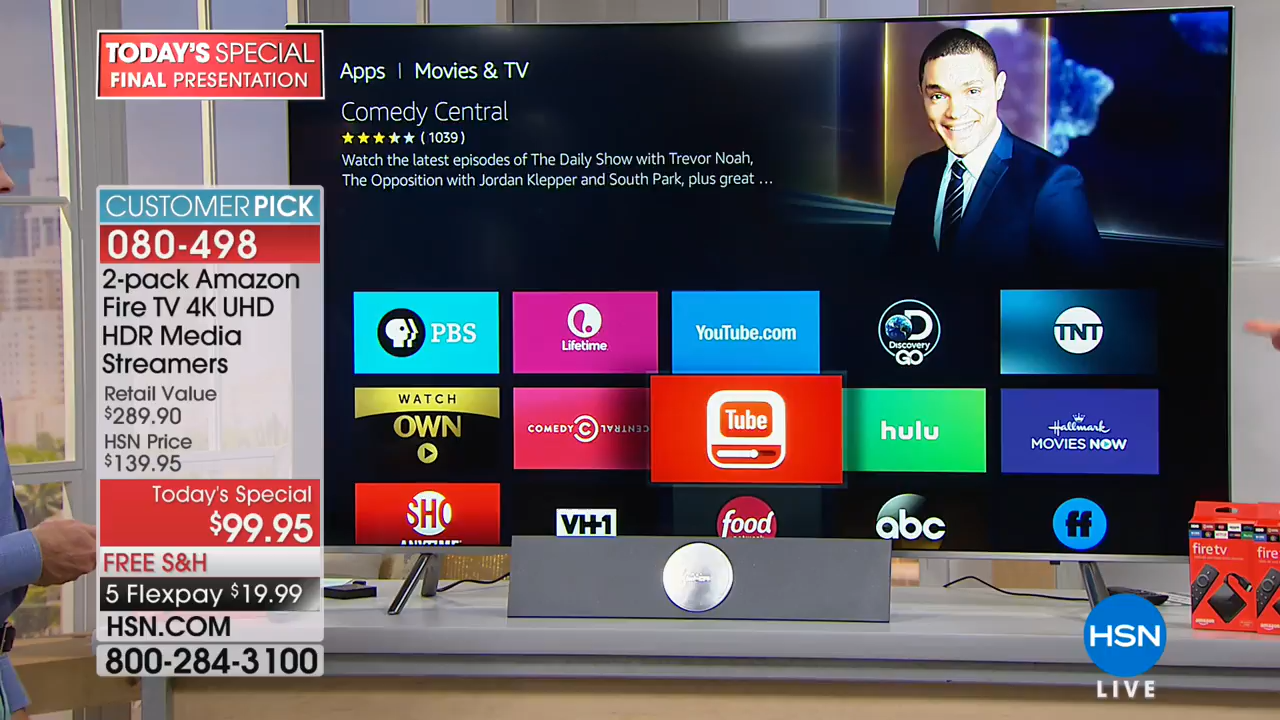 TODAY'S SPECIAL
FINAL PRESENTATION
CUSTOMER PICK
080-498
2-pack Amazon
Fire TV 4K UHD
HDR Media
Streamers
Retail Value
$289.90
HSN Price
$139.95
Today's Special
$99.95
FREE S&H
5 Flexpay $19.99
HSN.COM
800-284-3100
Apps | Movies & TV
Comedy Central
(1039)
Watch the latest episodes of The Daily Show with Trevor Noah,
The Opposition with Jordan Klepper and South Park, plus great ...
PBS
Lifetime
YouTube.com
Discovery
GO
TNT
WATCH
OWN
COMEDY CENTRAL
Tube
hulu
Hallmark
MOVIES NOW
SHO
ANYTIME
VH1
food
abc
ff
fire tv
fire
amazon
HSN
LIVE